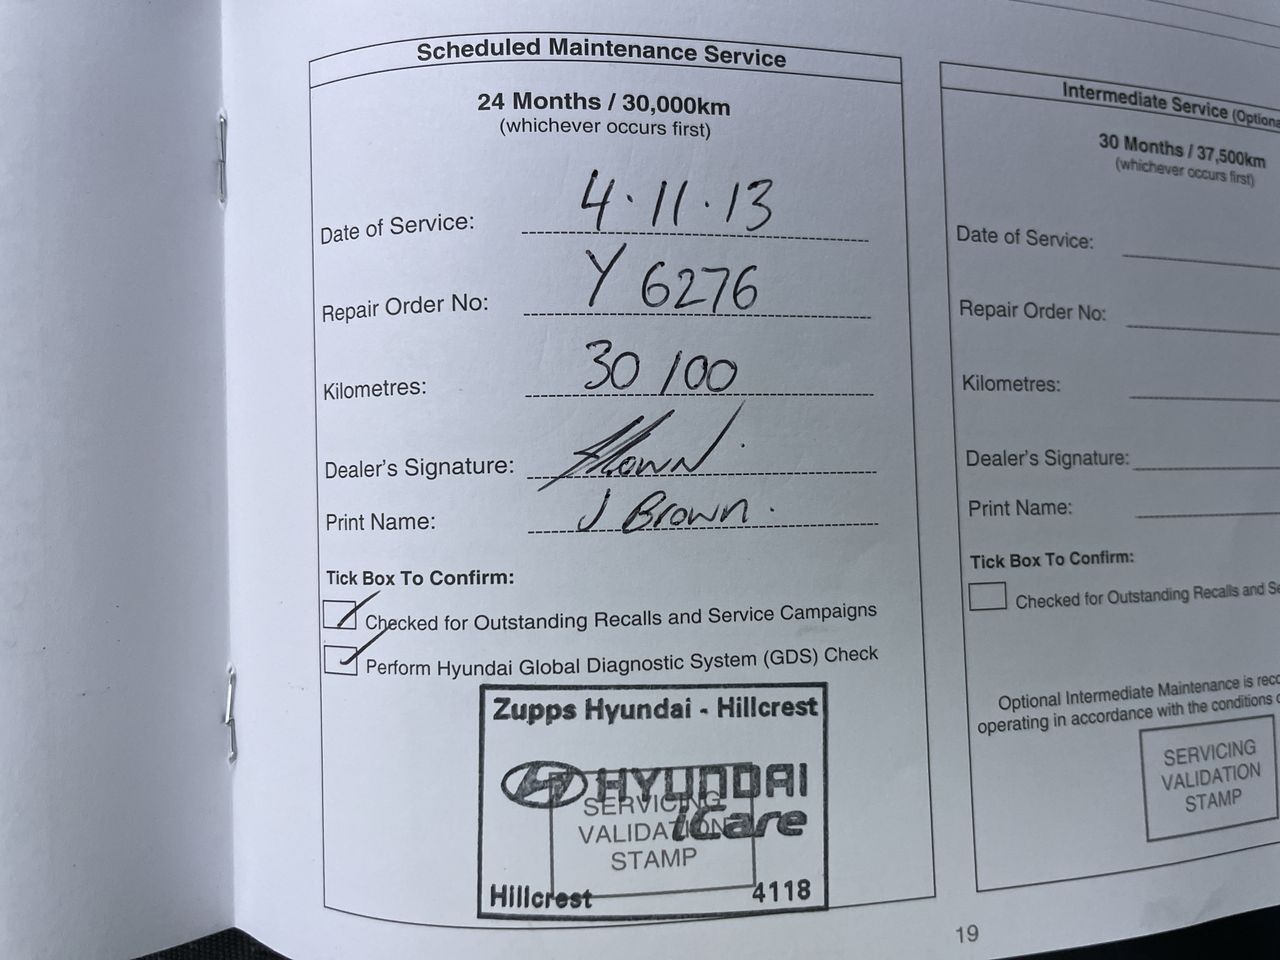 Scheduled Maintenance Service
24 Months / 30,000km
(whichever occurs first)
Date of Service: 4.11.13
Repair Order No: Y 6276
Kilometres: 30 100
Dealer's Signature:
Print Name: J Brown.
Tick Box To Confirm:
Checked for Outstanding Recalls and Service Campaigns
Perform Hyundai Global Diagnostic System (GDS) Check
Zupps Hyundai - Hillcrest
HYUNDAI
iCare
SERVICING
VALIDATION
STAMP
Hillcrest 4118
Intermediate Service (Optiona
30 Months / 37,500km
(whichever occurs first)
Date of Service:
Repair Order No:
Kilometres:
Dealer's Signature:
Print Name:
Tick Box To Confirm:
Checked for Outstanding Recalls and Se
Optional Intermediate Maintenance is reco
operating in accordance with the conditions o
SERVICING
VALIDATION
STAMP
19